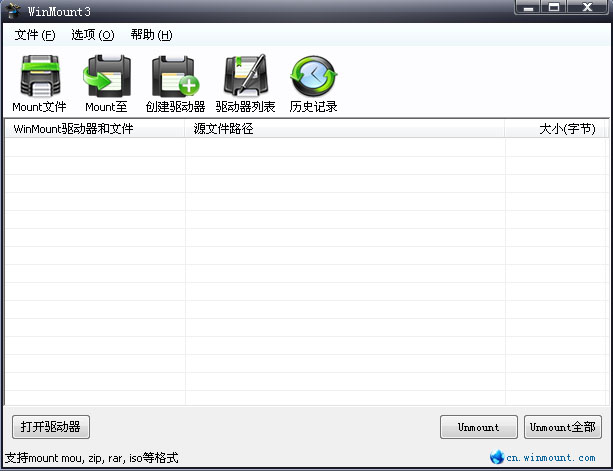 WinMount3
文件(F) 选项(O) 帮助(H)
Mount文件 Mount至 创建驱动器 驱动器列表 历史记录
WinMount驱动器和文件 源文件路径 大小(字节)
打开驱动器 Unmount Unmount全部
支持mount mou, zip, rar, iso等格式 cn.winmount.com